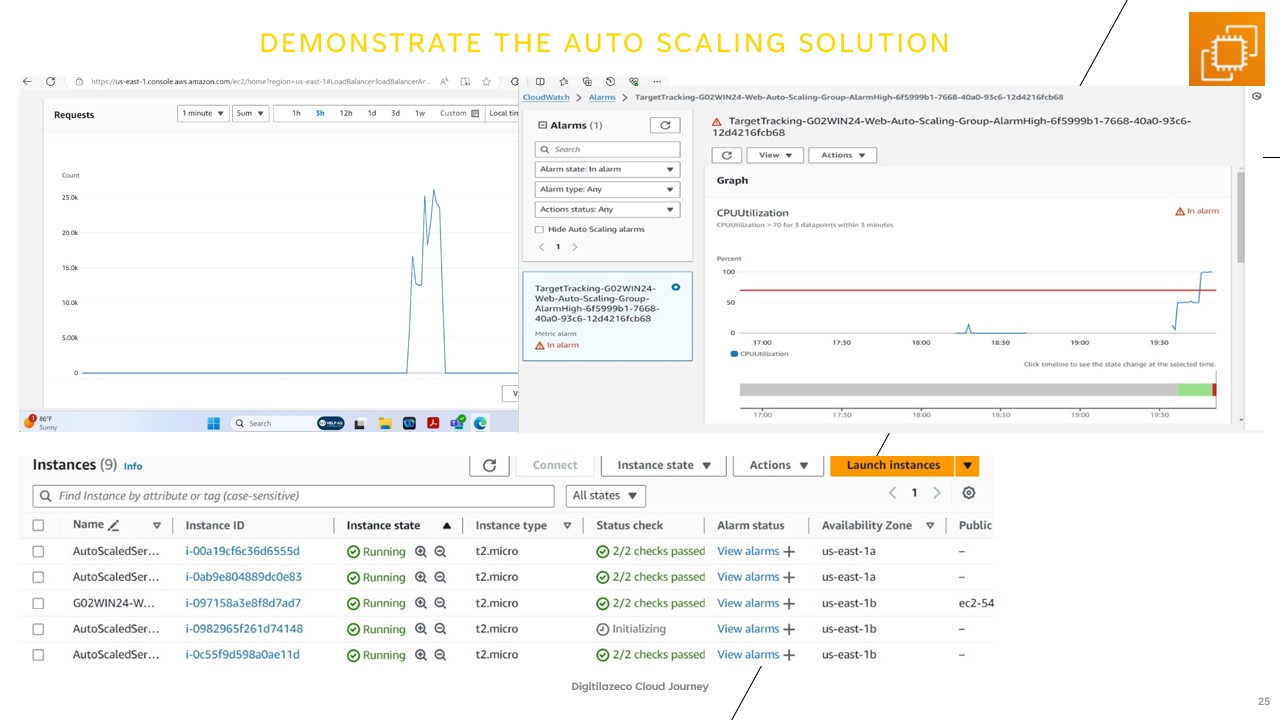 DEMONSTRATE THE AUTO SCALING SOLUTION
https://us-east-1.console.aws.amazon.com/ec2/home?region=us-east-1#LoadBalancer:loadBalancerAr...
Requests
1 minute
Sum
1h 3h 12h 1d 3d 1w Custom
Local tim
Count
25.0k
20.0k
15.0k
10.0k
5.00k
0
86°F
Sunny
1
Search
CloudWatch > Alarms > TargetTracking-G02WIN24-Web-Auto-Scaling-Group-AlarmHigh-6f5999b1-7668-40a0-93c6-12d4216fcb68
Alarms (1)
Search
Alarm state: In alarm
Alarm type: Any
Actions status: Any
Hide Auto Scaling alarms
1
TargetTracking-G02WIN24-
Web-Auto-Scaling-Group-
AlarmHigh-6f5999b1-7668-
40a0-93c6-12d4216fcb68
Metric alarm
In alarm
TargetTracking-G02WIN24-Web-Auto-Scaling-Group-AlarmHigh-6f5999b1-7668-40a0-93c6-
12d4216fcb68
View
Actions
Graph
CPUUtilization
In alarm
CPUUtilization > 70 for 3 datapoints within 3 minutes
Percent
100
50
0
17:00 17:30 18:00 18:30 19:00 19:30
CPUUtilization
Click timeline to see the state change at the selected time.
17:00 17:30 18:00 18:30 19:00 19:30
Instances (9) Info
Connect
Instance state
Actions
Launch instances
Find Instance by attribute or tag (case-sensitive)
All states
1
Name Instance ID Instance state Instance type Status check Alarm status Availability Zone Public
AutoScaledSer... i-00a19cf6c36d6555d Running t2.micro 2/2 checks passed View alarms + us-east-1a –
AutoScaledSer... i-0ab9e804889dc0e83 Running t2.micro 2/2 checks passed View alarms + us-east-1a –
G02WIN24-W... i-097158a3e8f8d7ad7 Running t2.micro 2/2 checks passed View alarms + us-east-1b ec2-54
AutoScaledSer... i-0982965f261d74148 Running t2.micro Initializing View alarms + us-east-1b –
AutoScaledSer... i-0c55f9d598a0ae11d Running t2.micro 2/2 checks passed View alarms + us-east-1b –
Digitilazeco Cloud Journey
25